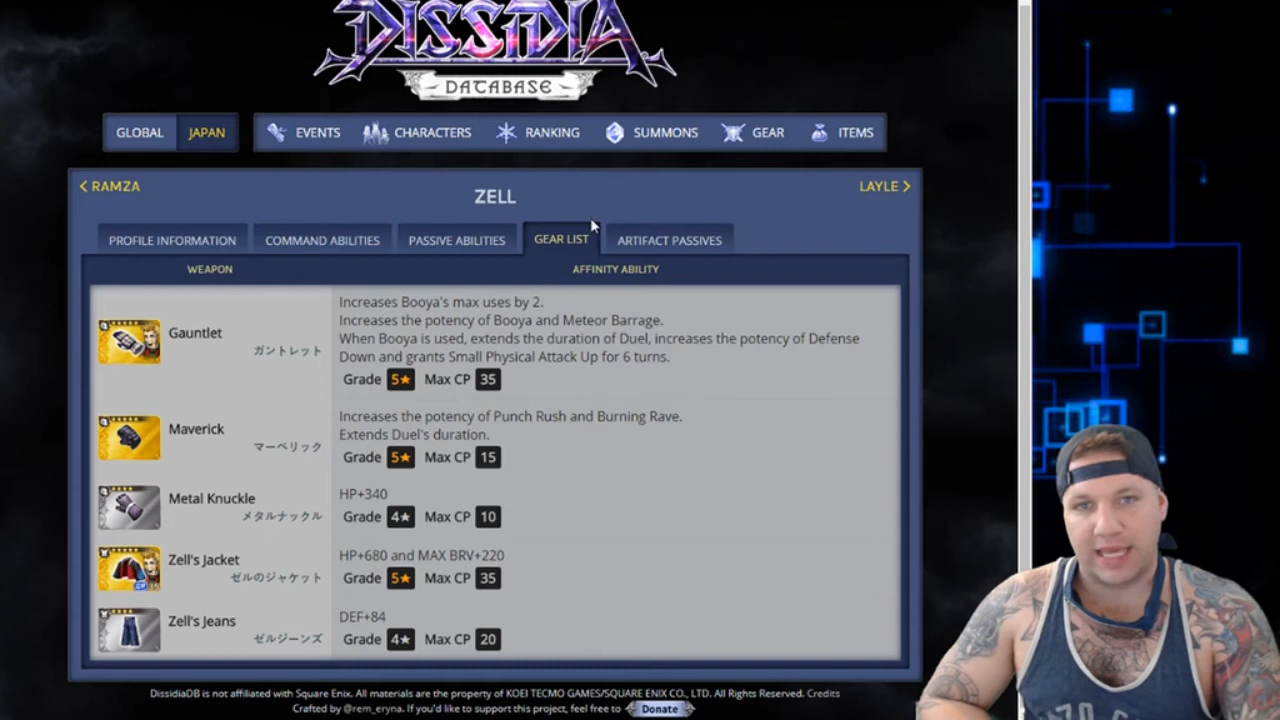 DISSIDIA
DATABASE
GLOBAL JAPAN EVENTS CHARACTERS RANKING SUMMONS GEAR ITEMS
< RAMZA ZELL LAYLE >
PROFILE INFORMATION COMMAND ABILITIES PASSIVE ABILITIES GEAR LIST ARTIFACT PASSIVES
WEAPON AFFINITY ABILITY
Gauntlet
ガントレット
Increases Booya's max uses by 2.
Increases the potency of Booya and Meteor Barrage.
When Booya is used, extends the duration of Duel, increases the potency of Defense
Down and grants Small Physical Attack Up for 6 turns.
Grade 5★ Max CP 35
Maverick
マーベリック
Increases the potency of Punch Rush and Burning Rave.
Extends Duel's duration.
Grade 5★ Max CP 15
Metal Knuckle
メタルナックル
HP+340
Grade 4★ Max CP 10
Zell's Jacket
ゼルのジャケット
HP+680 and MAX BRV+220
Grade 5★ Max CP 35
Zell's Jeans
ゼルジーンズ
DEF+84
Grade 4★ Max CP 20
DissidiaDB is not affiliated with Square Enix. All materials are the property of KOEI TECMO GAMES/SQUARE ENIX CO., LTD. All Rights Reserved. Credits
Crafted by @rem_eryna. If you'd like to support this project, feel free to Donate